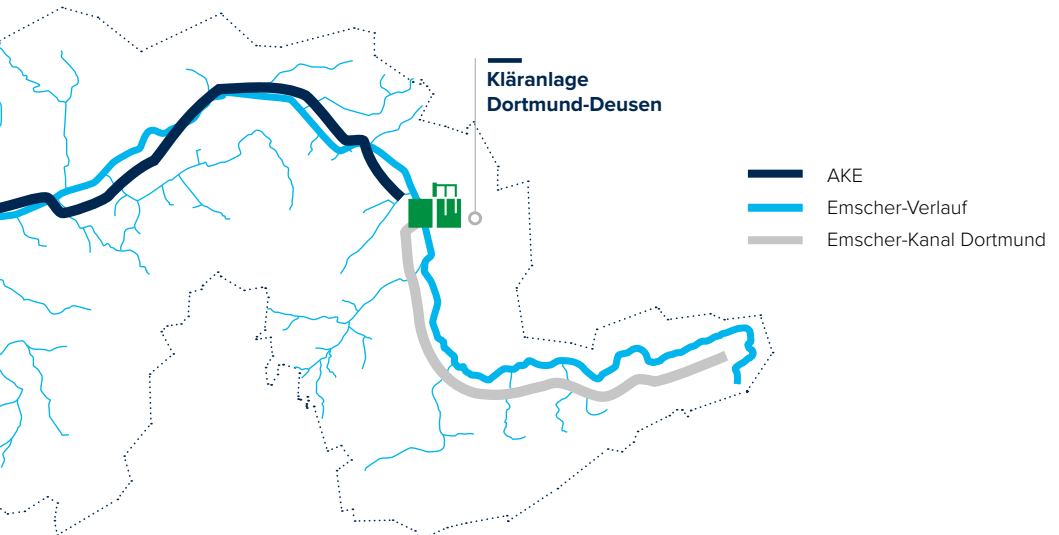 Kläranlage
Dortmund-Deusen
AKE
Emscher-Verlauf
Emscher-Kanal Dortmund